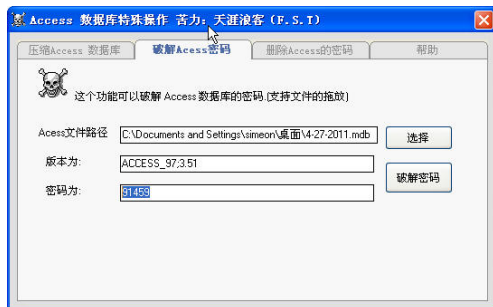 Access 数据库特殊操作 苦力:天涯浪客 (F.S.T)
压缩Access 数据库 破解Acess密码 删除Access的密码 帮助
这个功能可以破解 Access 数据库的密码.(支持文件的拖放)
Acess文件路径 C:\Documents and Settings\simeon\桌面\4-27-2011.mdb 选择
版本为: ACCESS_97;3.51
破解密码
密码为: 91459